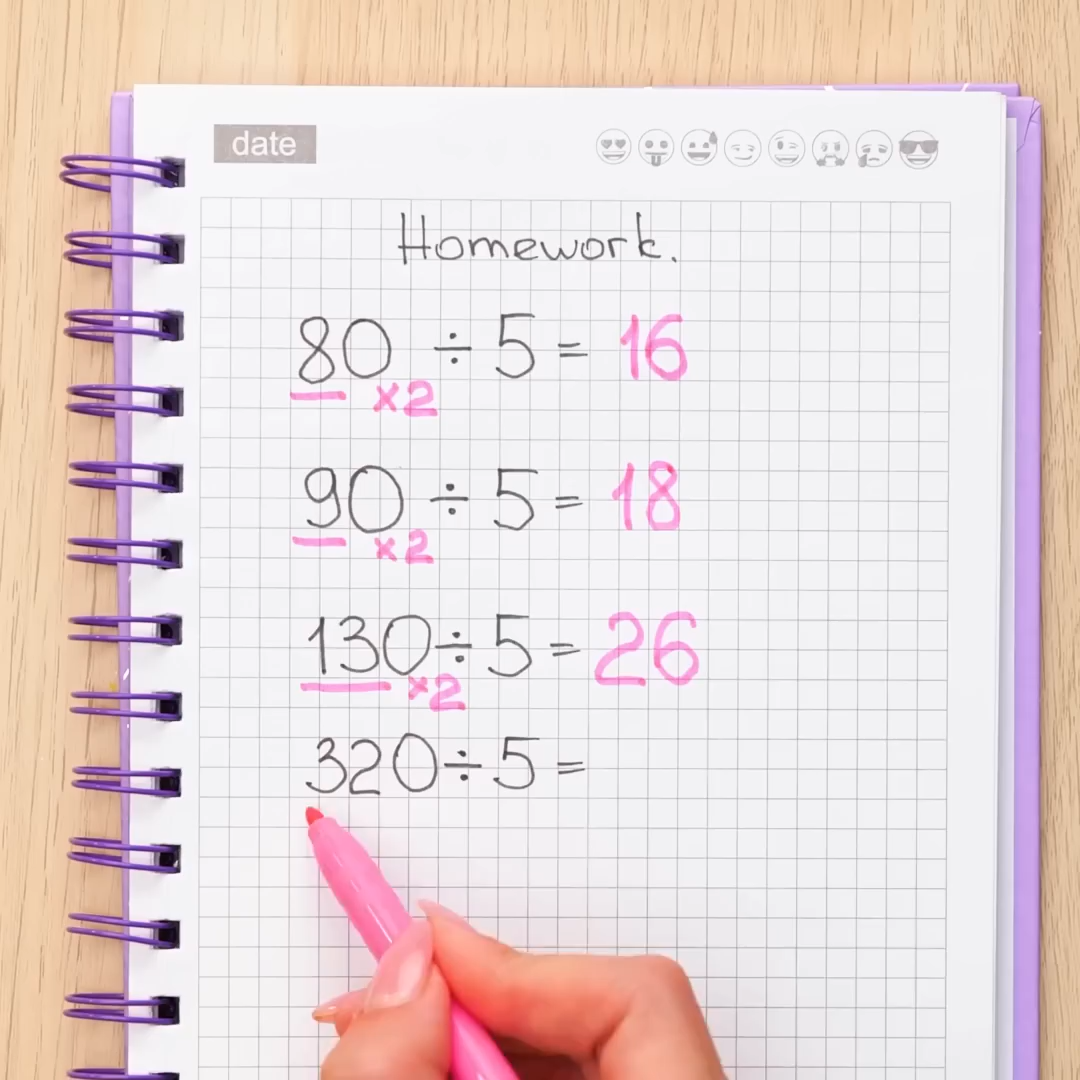 date
Homework.
80 ÷ 5 = 16
×2
90 ÷ 5 = 18
×2
130 ÷ 5 = 26
×2
320 ÷ 5 =